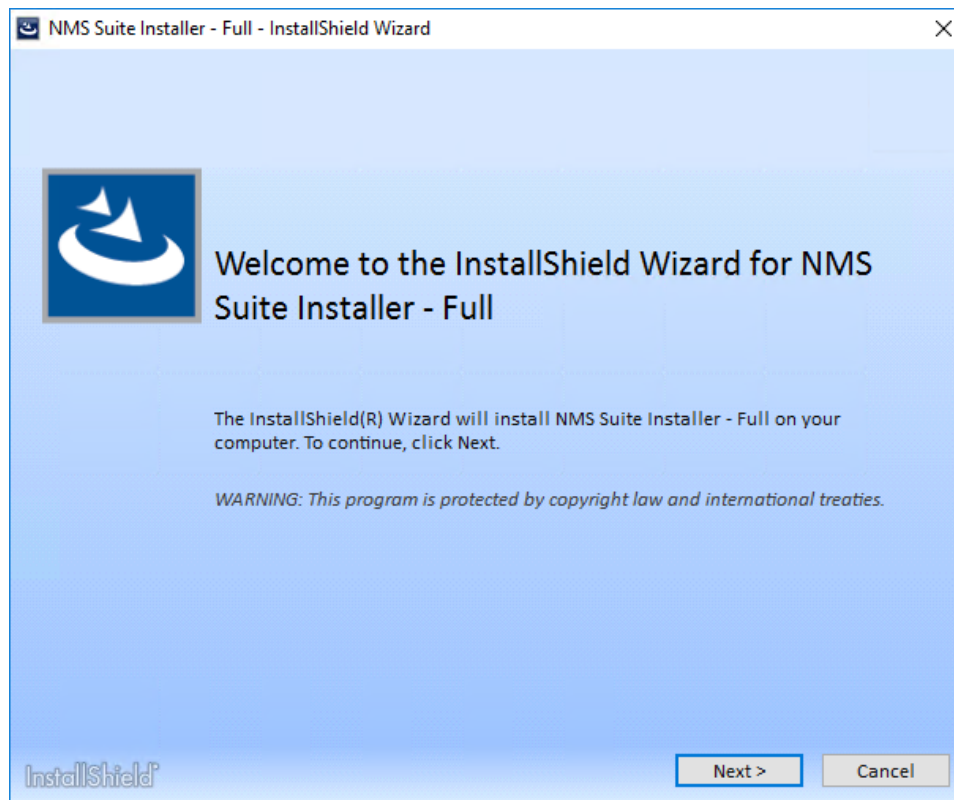 NMS Suite Installer - Full - InstallShield Wizard
Welcome to the InstallShield Wizard for NMS
Suite Installer - Full
The InstallShield(R) Wizard will install NMS Suite Installer - Full on your
computer. To continue, click Next.
WARNING: This program is protected by copyright law and international treaties.
InstallShield®
Next >
Cancel